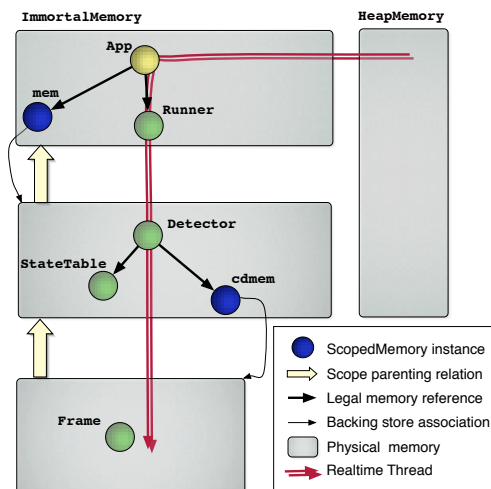 ImmortalMemory HeapMemory
App
mem
Runner
Detector
StateTable
cdmem
Frame
ScopedMemory instance
Scope parenting relation
Legal memory reference
Backing store association
Physical memory
Realtime Thread